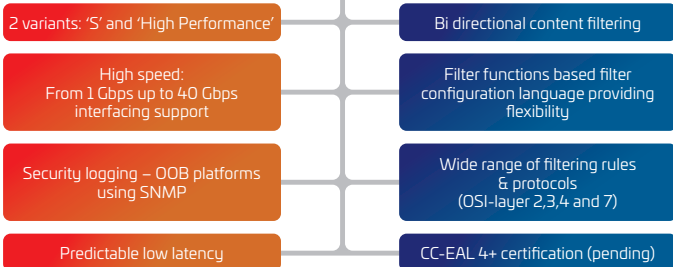 2 variants: ‘S’ and ‘High Performance’
Bi directional content filtering
High speed:
From 1 Gbps up to 40 Gbps
interfacing support
Filter functions based filter
configuration language providing
flexibility
Security logging – OOB platforms
using SNMP
Wide range of filtering rules
& protocols
(OSI-layer 2,3,4 and 7)
Predictable low latency
CC-EAL 4+ certification (pending)